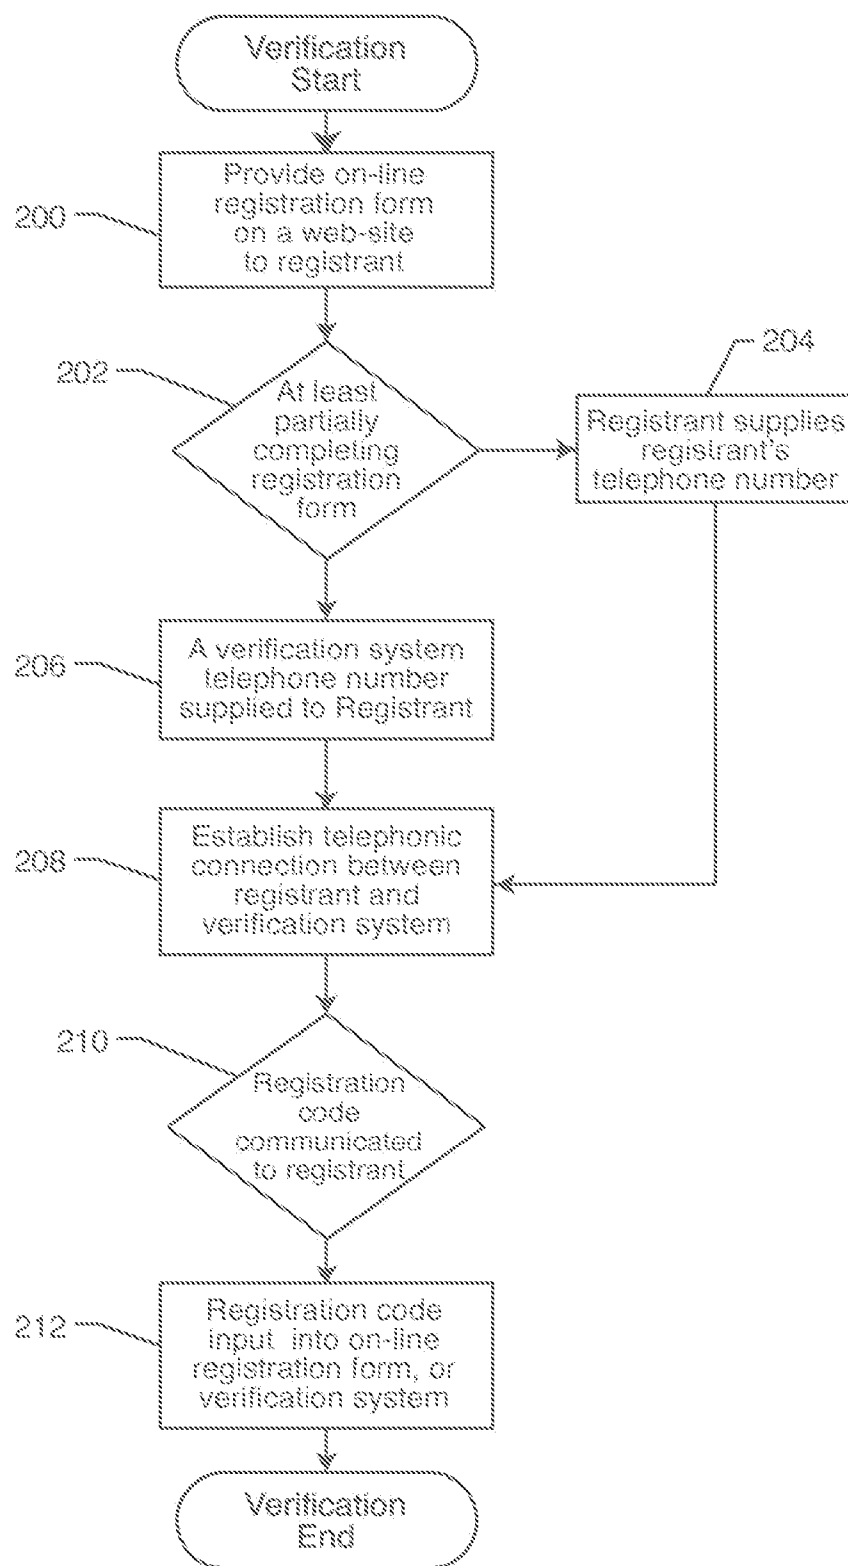 Verification
Start
Provide on-line
registration form
on a web-site
to registrant
200
202
At least
partially
completing
registration
form
204
Registrant supplies
registrant's
telephone number
206
A verification system
telephone number
supplied to Registrant
208
Establish telephonic
connection between
registrant and
verification system
210
Registration
code
communicated
to registrant
212
Registration code
input into on-line
registration form, or
verification system
Verification
End